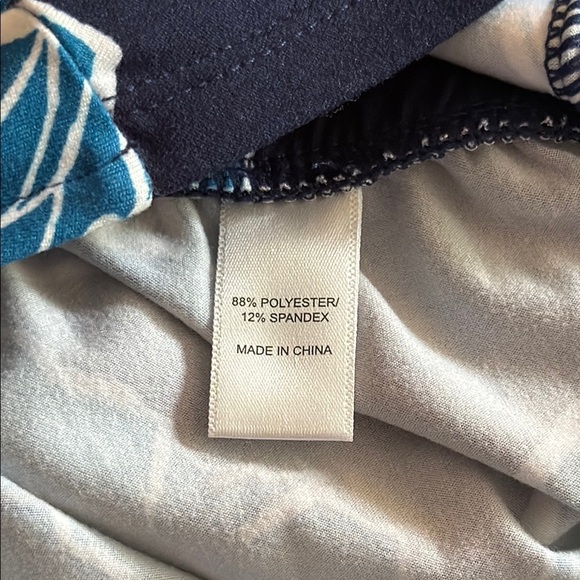 88% POLYESTER/
12% SPANDEX
MADE IN CHINA